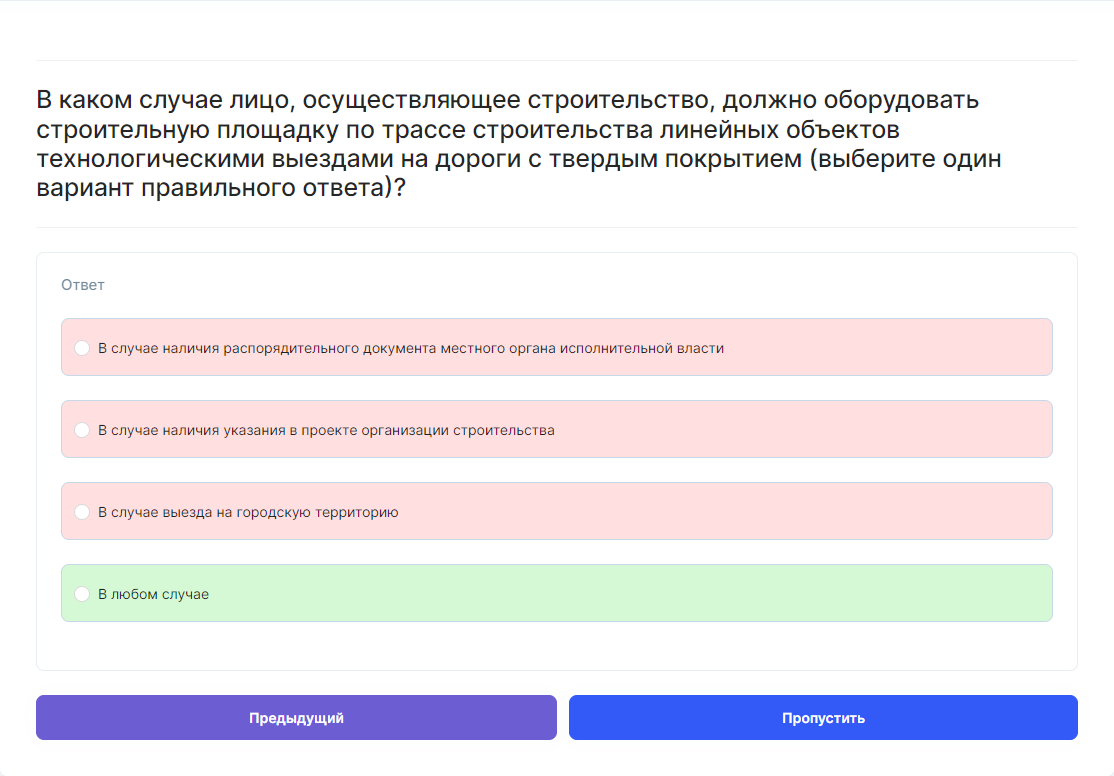 В каком случае лицо, осуществляющее строительство, должно оборудовать
строительную площадку по трассе строительства линейных объектов
технологическими выездами на дороги с твердым покрытием (выберите один
вариант правильного ответа)?
Ответ
В случае наличия распорядительного документа местного органа исполнительной власти
В случае наличия указания в проекте организации строительства
В случае выезда на городскую территорию
В любом случае
Предыдущий
Пропустить